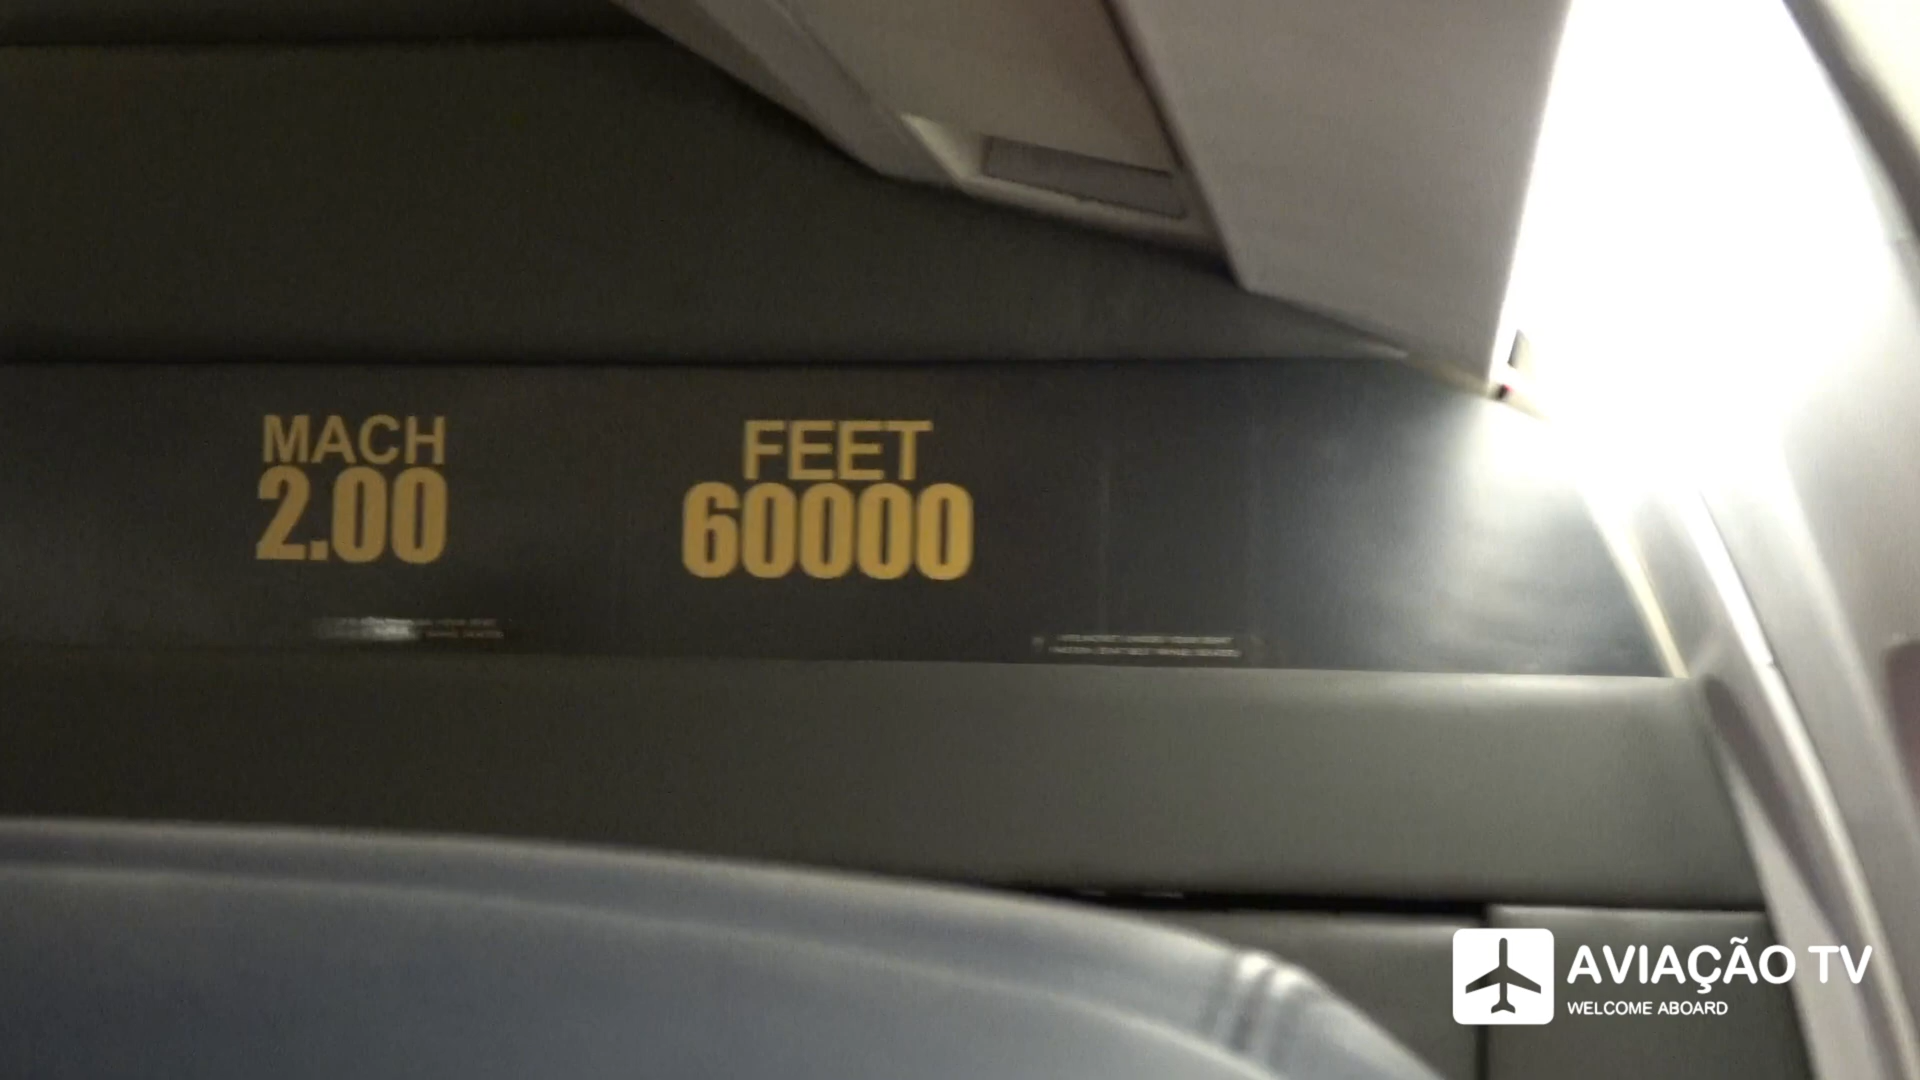 MACH
2.00
FEET
60000
AVIAÇÃO TV
WELCOME ABOARD